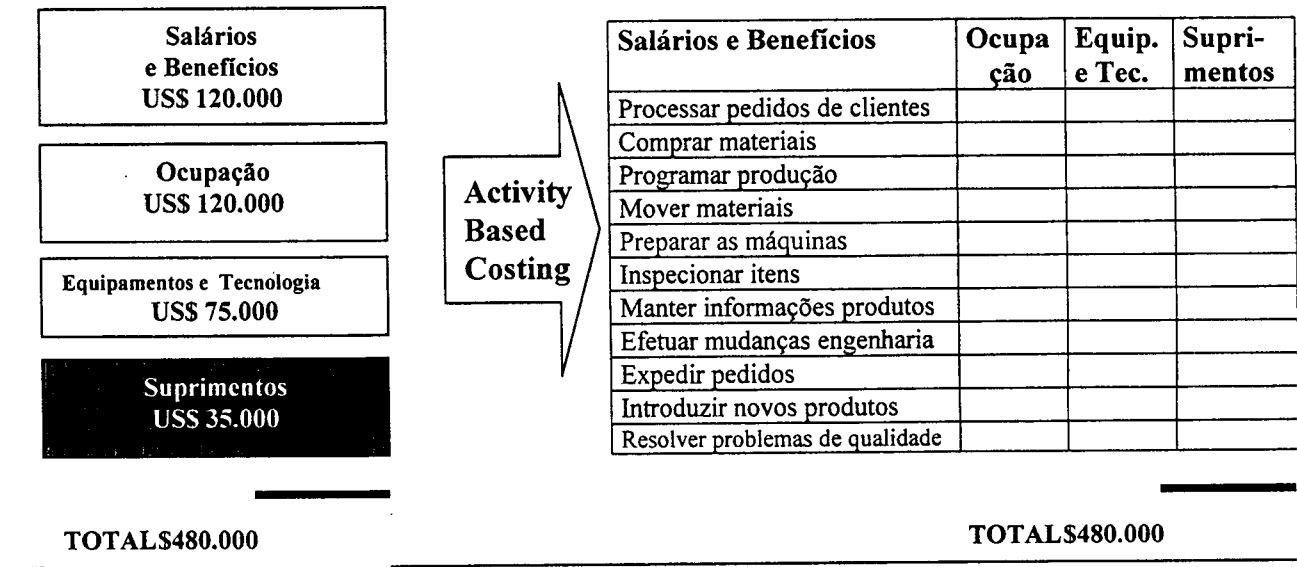 Salários
e Benefícios
US$ 120.000
Ocupação
US$ 120.000
Equipamentos e Tecnologia
US$ 75.000
Suprimentos
US$ 35.000
TOTAL$480.000
Activity
Based
Costing
Salários e Benefícios
Ocupa
ção
Equip.
e Tec.
Supri-
mentos
Processar pedidos de clientes
Comprar materiais
Programar produção
Mover materiais
Preparar as máquinas
Inspecionar itens
Manter informações produtos
Efetuar mudanças engenharia
Expedir pedidos
Introduzir novos produtos
Resolver problemas de qualidade
TOTAL$480.000